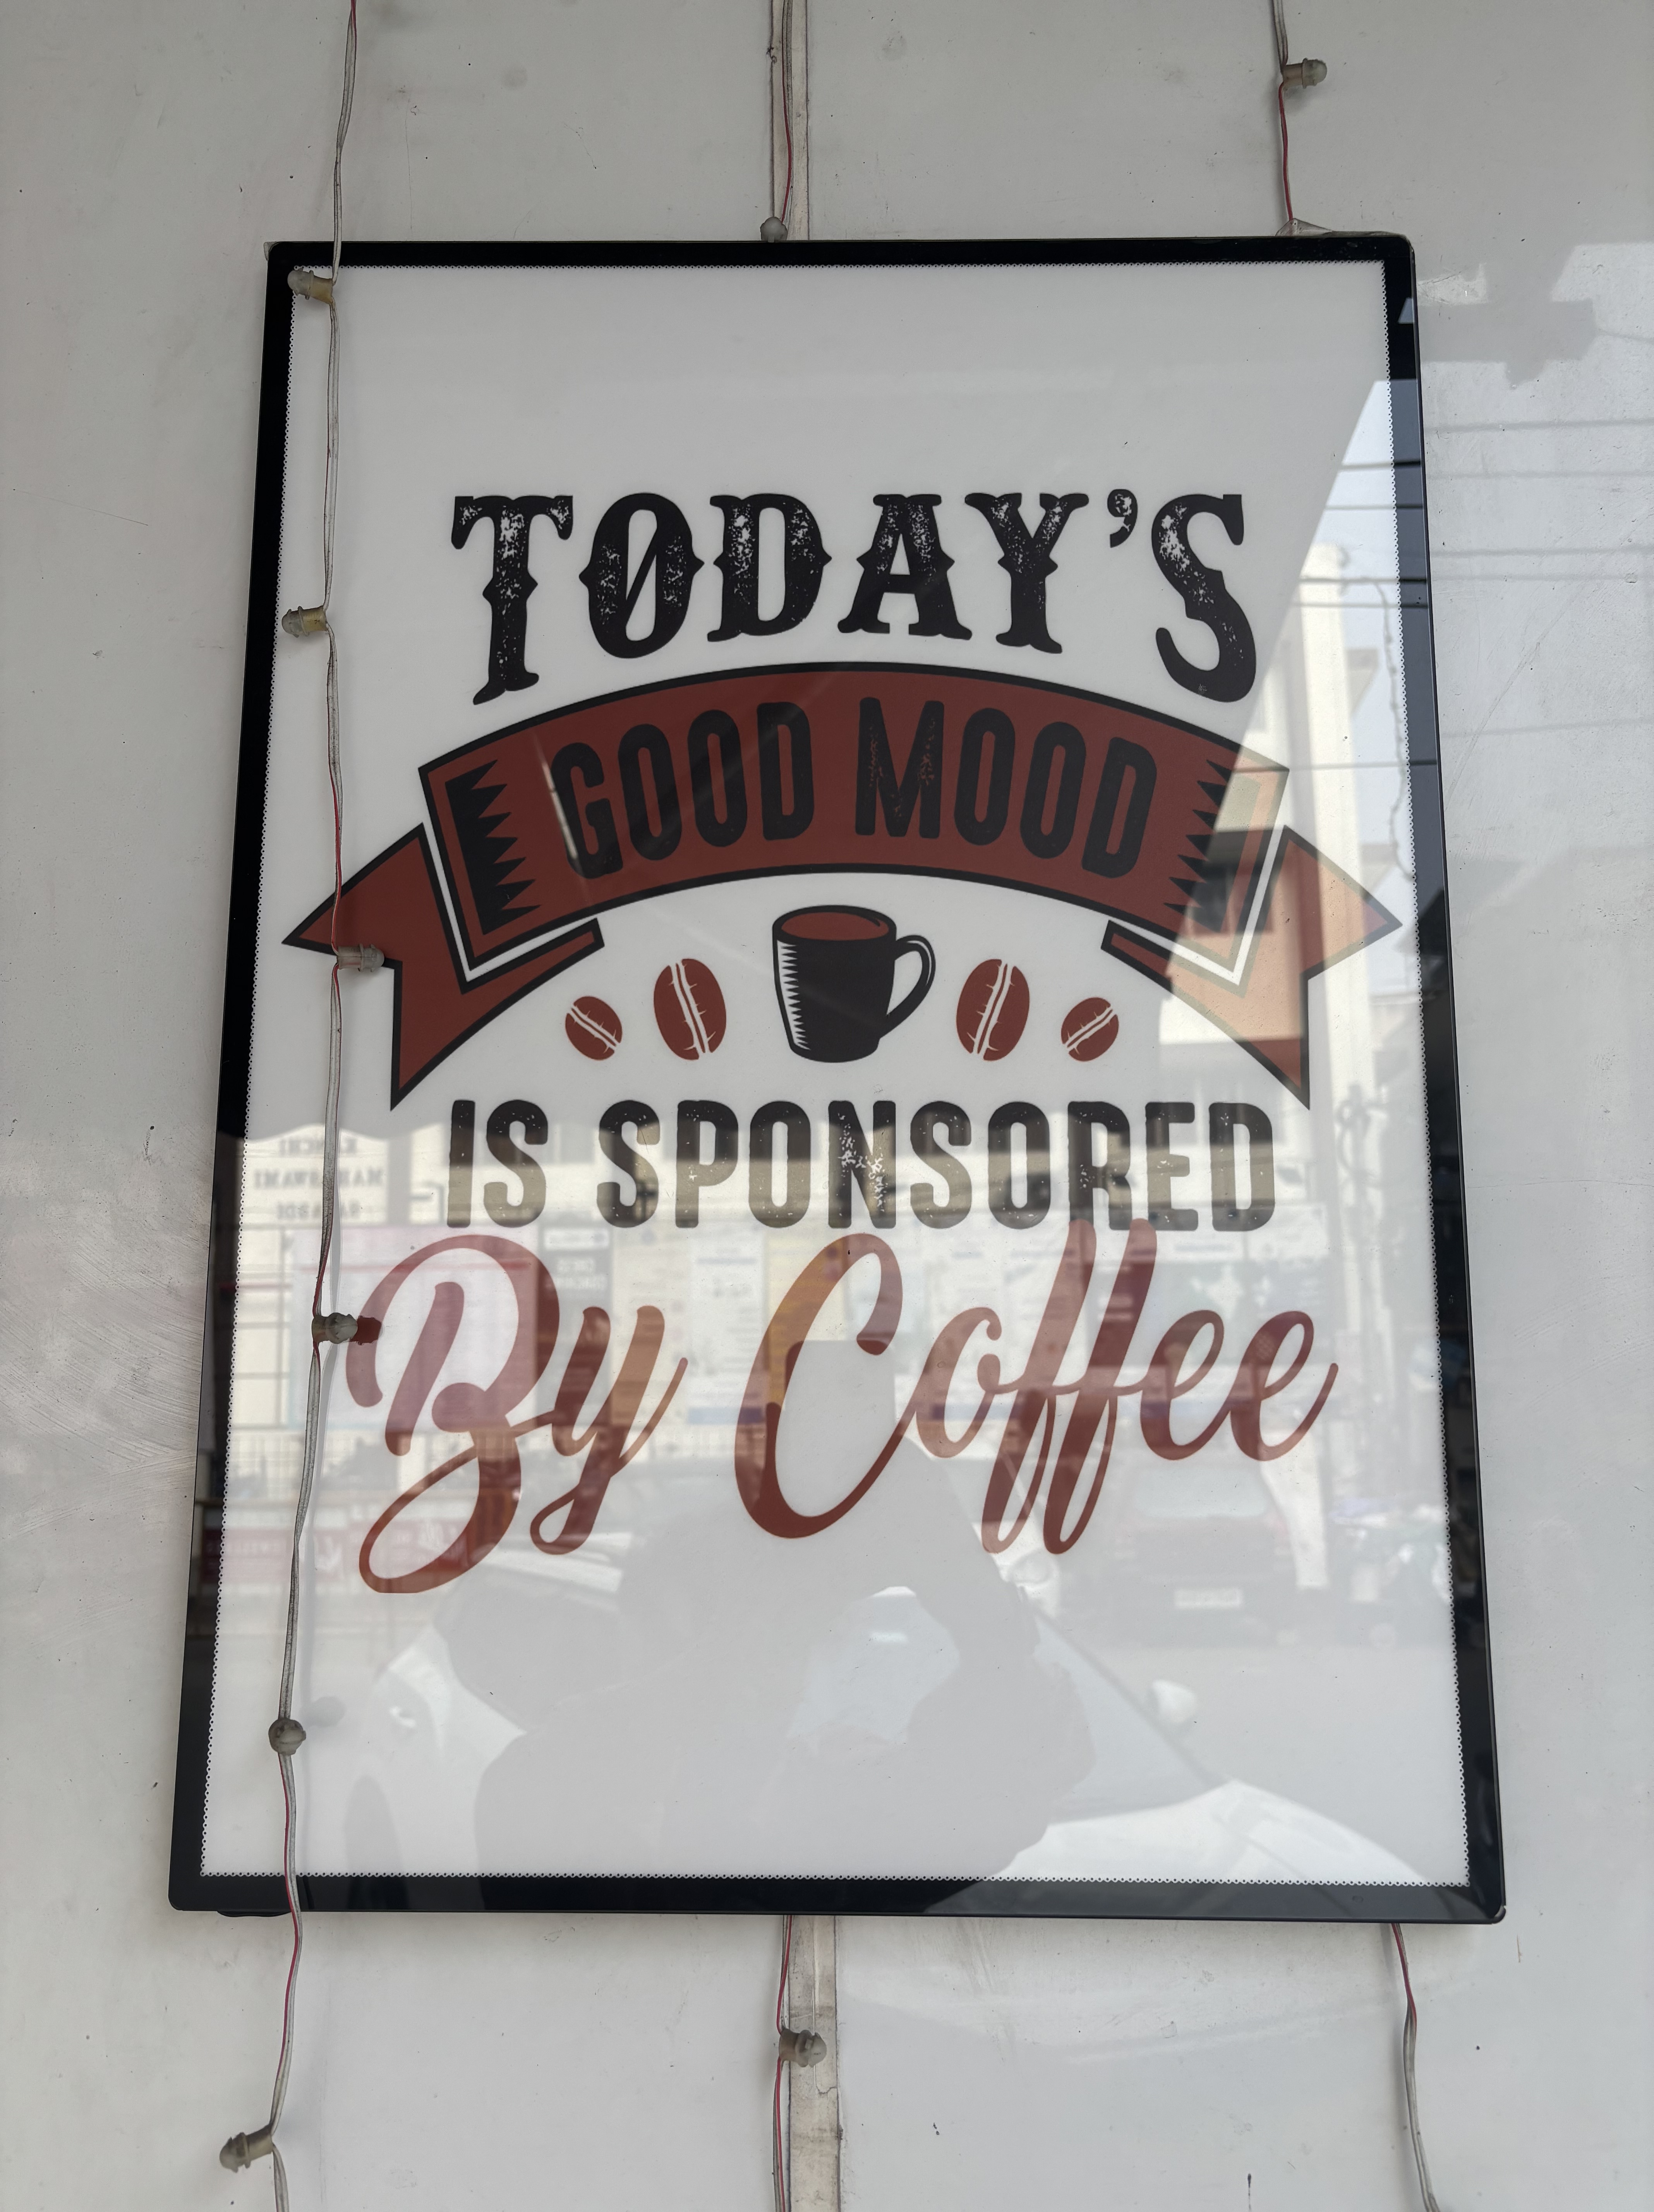 TODAY'S
GOOD MOOD
IS SPONSORED
By Coffee